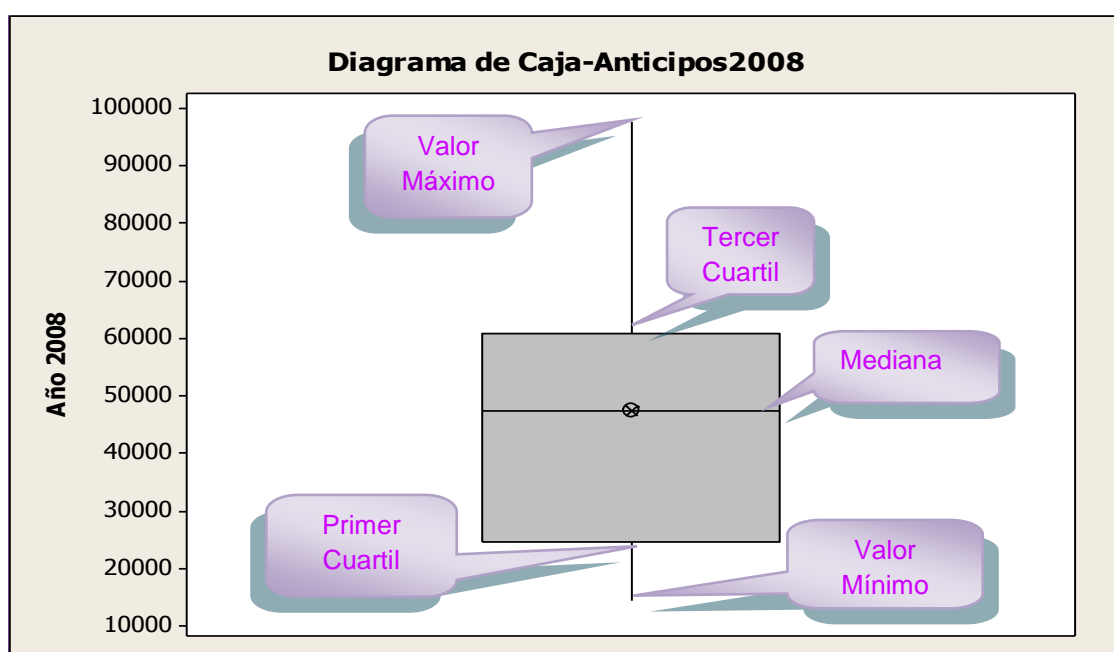 Diagrama de Caja-Anticipos2008
Año 2008
100000
90000
80000
70000
60000
50000
40000
30000
20000
10000
Valor
Máximo
Tercer
Cuartil
Mediana
Primer
Cuartil
Valor
Mínimo